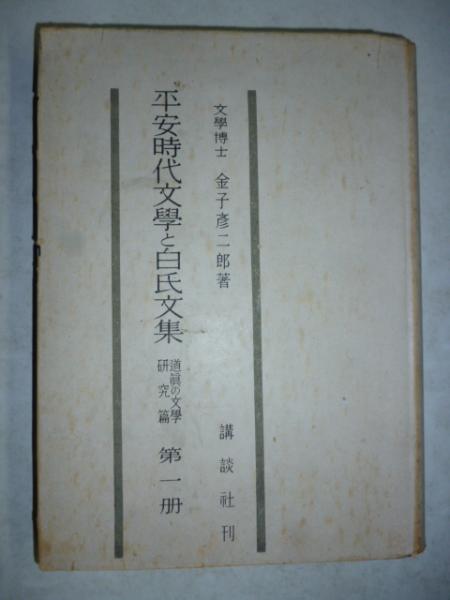 文學博士 金子彦二郎著
平安時代文學と白氏文集 道眞の文學研究篇 第一册
講談社刊